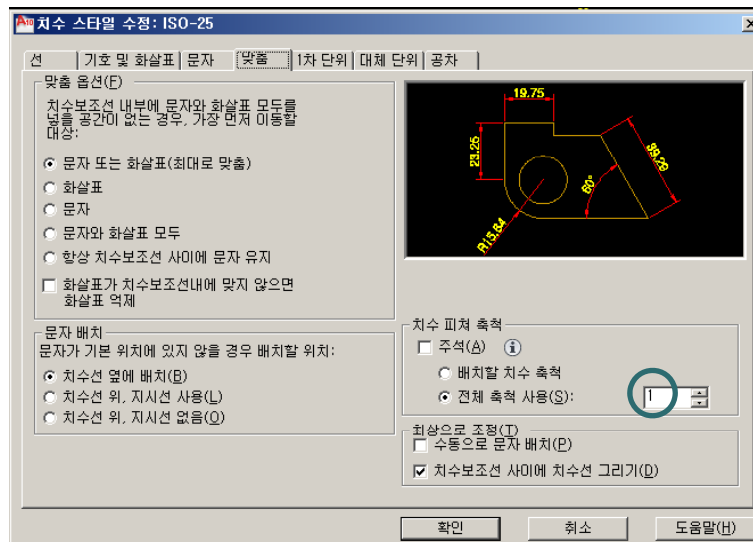 치수 스타일 수정: ISO-25
선 기호 및 화살표 문자 맞춤 1차 단위 대체 단위 공차
맞춤 옵션(F)
치수보조선 내부에 문자와 화살표 모두를
넣을 공간이 없는 경우, 가장 먼저 이동할
대상:
문자 또는 화살표(최대로 맞춤)
화살표
문자
문자와 화살표 모두
항상 치수보조선 사이에 문자 유지
화살표가 치수보조선내에 맞지 않으면
화살표 억제
문자 배치
문자가 기본 위치에 있지 않을 경우 배치할 위치:
치수선 옆에 배치(B)
치수선 위, 지시선 사용(L)
치수선 위, 지시선 없음(O)
19.75
23.25
39.29
60°
R15.64
치수 피쳐 축척
주석(A)
배치할 치수 축척
전체 축척 사용(S): 1
최상으로 조정(T)
수동으로 문자 배치(P)
치수보조선 사이에 치수선 그리기(D)
확인 취소 도움말(H)